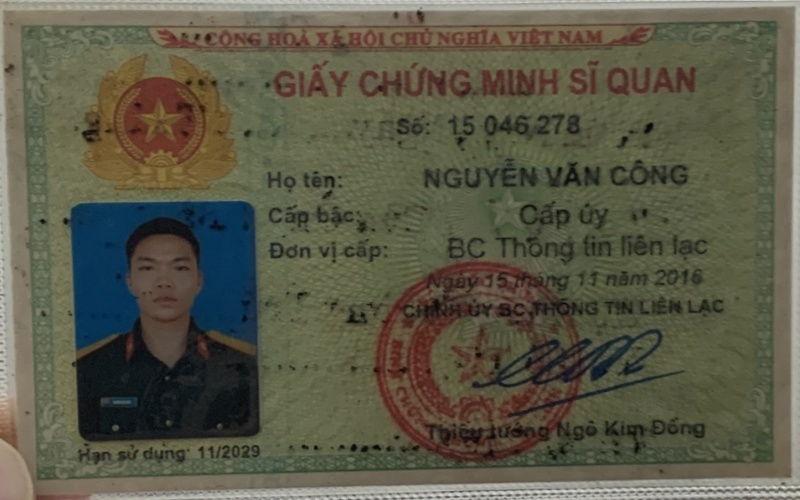 CỘNG HOÀ XÃ HỘI CHỦ NGHĨA VIỆT NAM
GIẤY CHỨNG MINH SĨ QUAN
Số: 15 046 278
Họ tên: NGUYỄN VĂN CÔNG
Cấp bậc: Cấp úy
Đơn vị cấp: BC Thông tin liên lạc
Ngày 15 tháng 11 năm 2016
CHÍNH ỦY BC THÔNG TIN LIÊN LẠC
Thiếu tướng Ngô Kim Đồng
Hạn sử dụng: 11/2029